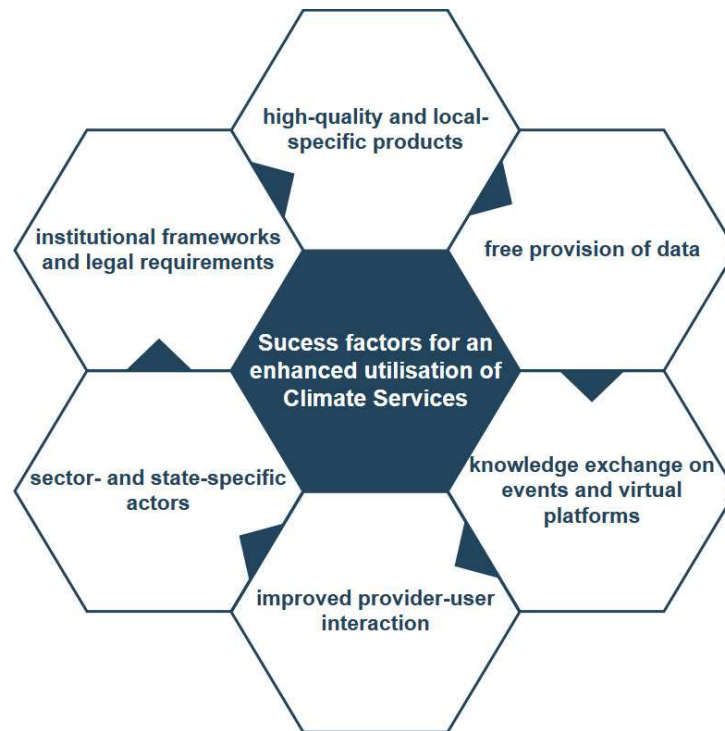 high-quality and local-
specific products
institutional frameworks
and legal requirements
free provision of data
Sucess factors for an
enhanced utilisation of
Climate Services
sector- and state-specific
actors
knowledge exchange on
events and virtual
platforms
improved provider-user
interaction